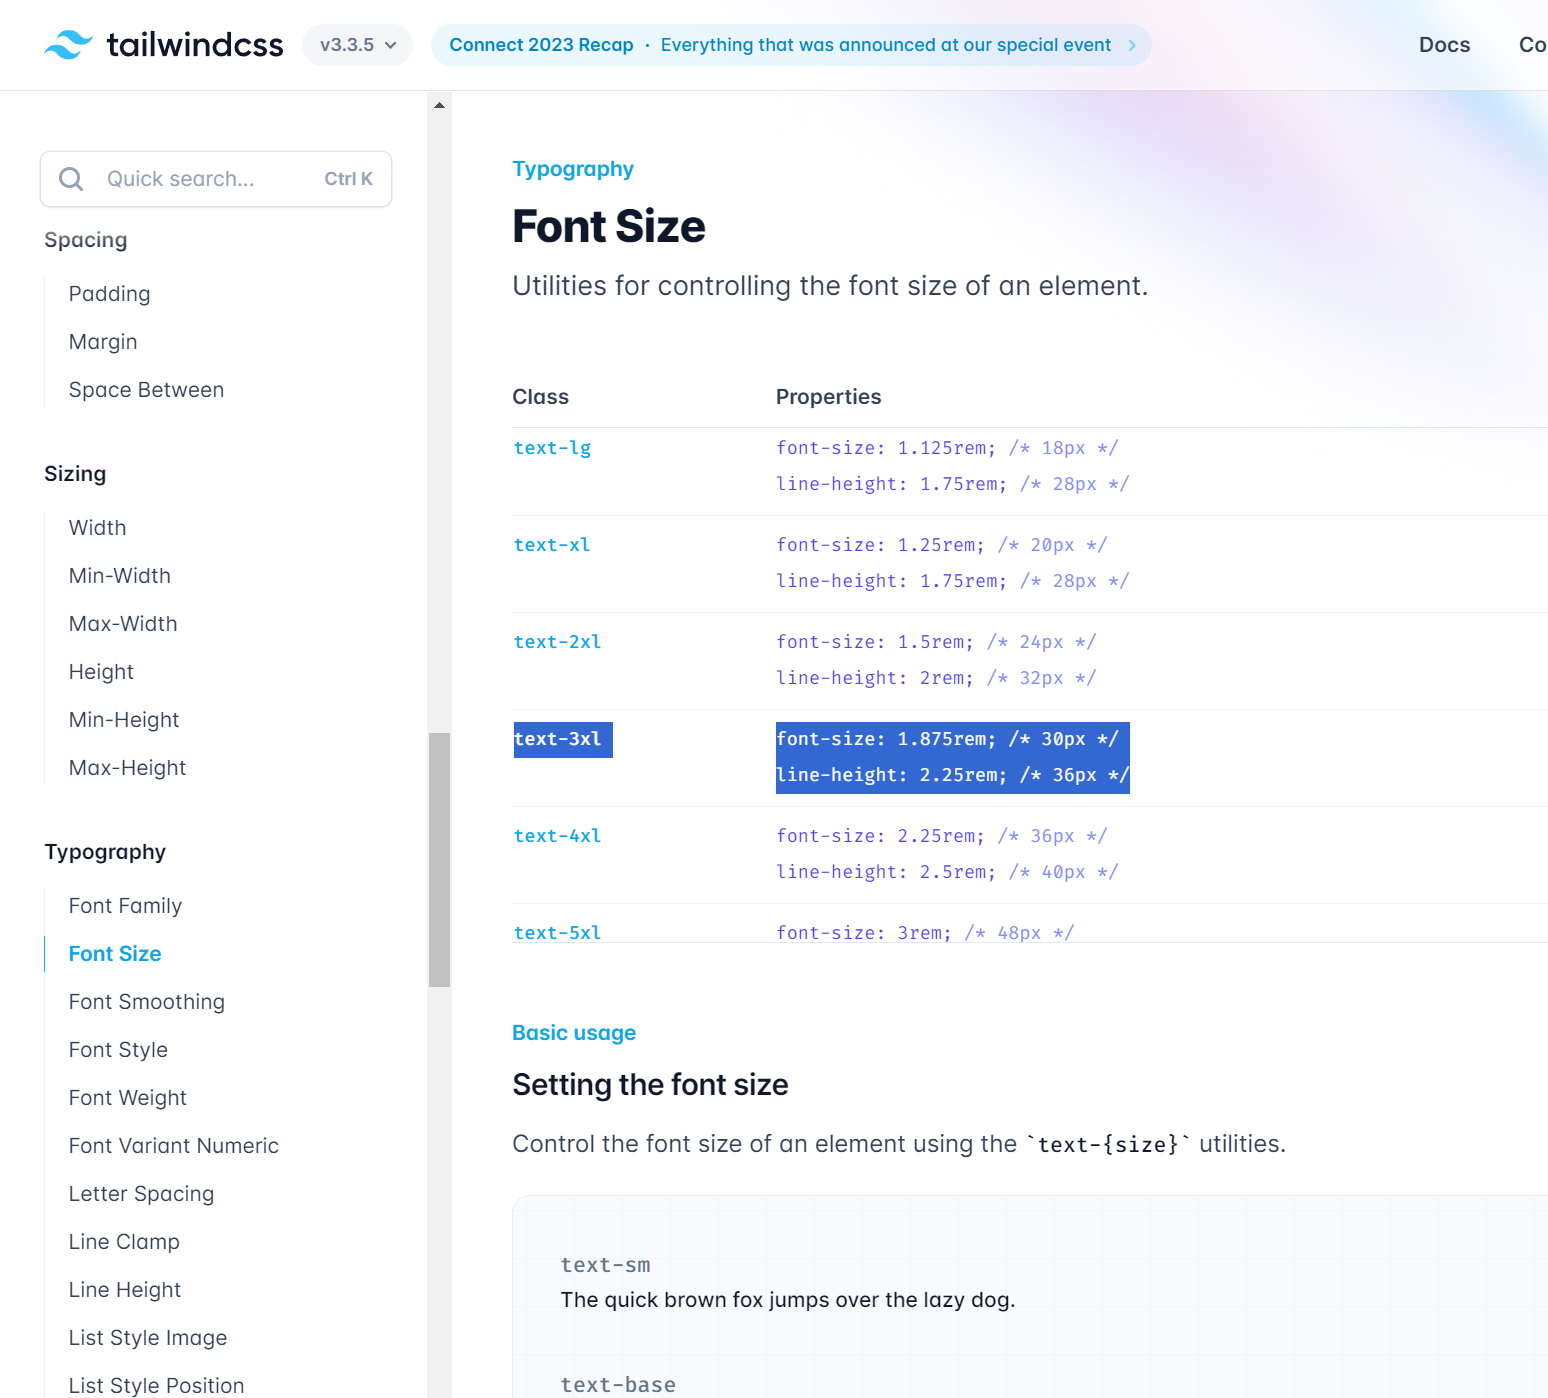 tailwindcss v3.3.5 Connect 2023 Recap · Everything that was announced at our special event Docs Co
Quick search... Ctrl K
Spacing
Padding
Margin
Space Between
Sizing
Width
Min-Width
Max-Width
Height
Min-Height
Max-Height
Typography
Font Family
Font Size
Font Smoothing
Font Style
Font Weight
Font Variant Numeric
Letter Spacing
Line Clamp
Line Height
List Style Image
List Style Position
Typography
Font Size
Utilities for controlling the font size of an element.
Class Properties
text-lg font-size: 1.125rem; /* 18px */
line-height: 1.75rem; /* 28px */
text-xl font-size: 1.25rem; /* 20px */
line-height: 1.75rem; /* 28px */
text-2xl font-size: 1.5rem; /* 24px */
line-height: 2rem; /* 32px */
text-3xl font-size: 1.875rem; /* 30px */
line-height: 2.25rem; /* 36px */
text-4xl font-size: 2.25rem; /* 36px */
line-height: 2.5rem; /* 40px */
text-5xl font-size: 3rem; /* 48px */
Basic usage
Setting the font size
Control the font size of an element using the `text-{size}` utilities.
text-sm
The quick brown fox jumps over the lazy dog.
text-base